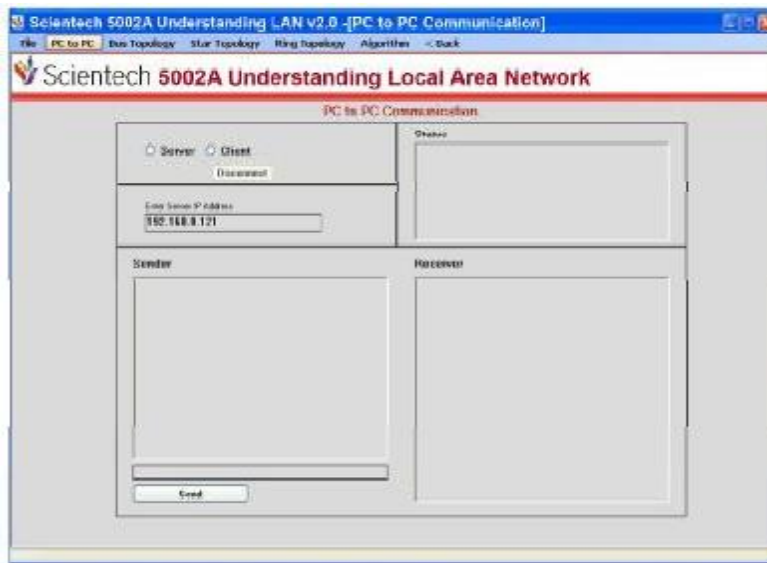 Scientech 5002A Understanding LAN v2.0 -[PC to PC Communication]
File PC to PC Bus Topology Star Topology Ring Topology Algorithm < Back
Scientech 5002A Understanding Local Area Network
PC to PC Communication
Server Client
Disconnect
Status
Enter Server IP Address
192.168.0.121
Sender
Receiver
Send